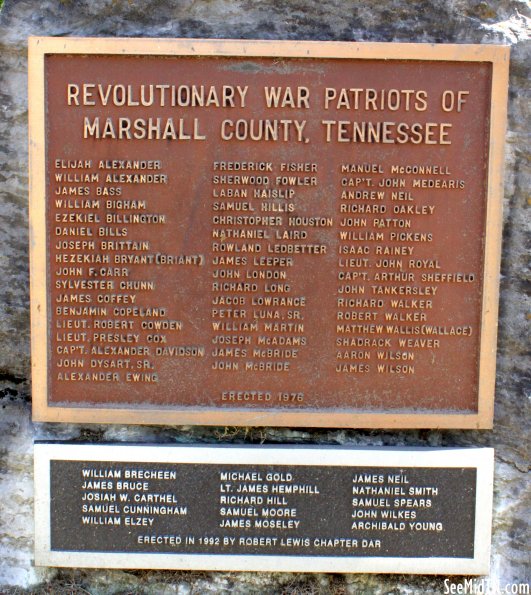 REVOLUTIONARY WAR PATRIOTS OF
MARSHALL COUNTY, TENNESSEE
ELIJAH ALEXANDER
WILLIAM ALEXANDER
JAMES BASS
WILLIAM BIGHAM
EZEKIEL BILLINGTON
DANIEL BILLS
JOSEPH BRITTAIN
HEZEKIAH BRYANT (BRIANT)
JOHN F. CARR
SYLVESTER CHUNN
JAMES COFFEY
BENJAMIN COPELAND
LIEUT. ROBERT COWDEN
LIEUT. PRESLEY COX
CAP'T. ALEXANDER DAVIDSON
JOHN DYSART, SR.
ALEXANDER EWING
FREDERICK FISHER
SHERWOOD FOWLER
LABAN HAISLIP
SAMUEL HILLIS
CHRISTOPHER HOUSTON
NATHANIEL LAIRD
ROWLAND LEDBETTER
JAMES LEEPER
JOHN LONDON
RICHARD LONG
JACOB LOWRANCE
PETER LUNA, SR.
WILLIAM MARTIN
JOSEPH McADAMS
JAMES McBRIDE
JOHN McBRIDE
MANUEL McCONNELL
CAP'T. JOHN MEDEARIS
ANDREW NEIL
RICHARD OAKLEY
JOHN PATTON
WILLIAM PICKENS
ISAAC RAINEY
LIEUT. JOHN ROYAL
CAP'T. ARTHUR SHEFFIELD
JOHN TANKERSLEY
RICHARD WALKER
ROBERT WALKER
MATTHEW WALLIS (WALLACE)
SHADRACK WEAVER
AARON WILSON
JAMES WILSON
ERECTED 1976
WILLIAM BRECHEEN
JAMES BRUCE
JOSIAH W. CARTHEL
SAMUEL CUNNINGHAM
WILLIAM ELZEY
MICHAEL GOLD
LT. JAMES HEMPHILL
RICHARD HILL
SAMUEL MOORE
JAMES MOSELEY
JAMES NEIL
NATHANIEL SMITH
SAMUEL SPEARS
JOHN WILKES
ARCHIBALD YOUNG
ERECTED IN 1992 BY ROBERT LEWIS CHAPTER DAR